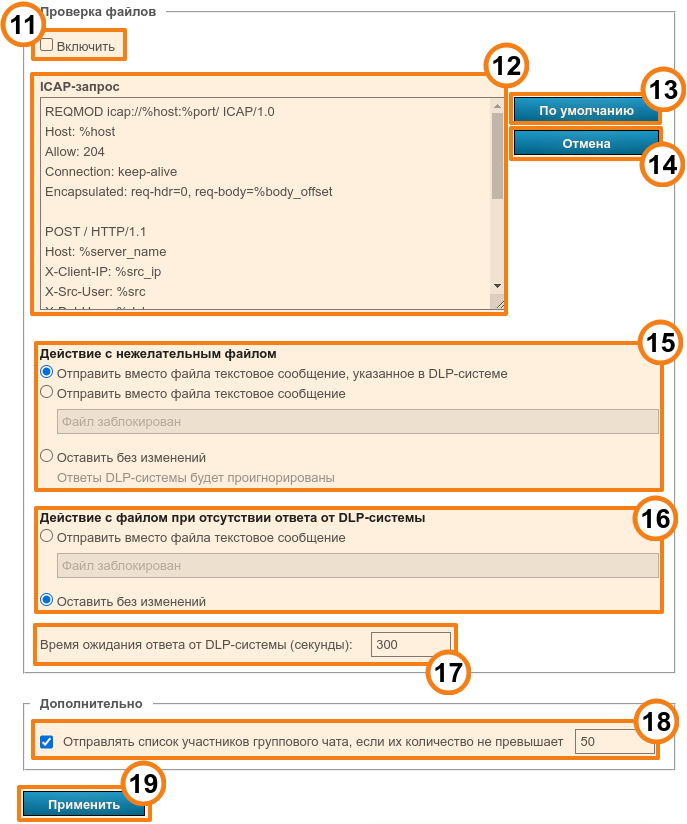 Проверка файлов
11
Включить
12
ICAP-запрос
REQMOD icap://%host:%port/ ICAP/1.0
Host: %host
Allow: 204
Connection: keep-alive
Encapsulated: req-hdr=0, req-body=%body_offset
POST / HTTP/1.1
Host: %server_name
X-Client-IP: %src_ip
X-Src-User: %src
13
По умолчанию
Отмена
14
15
Действие с нежелательным файлом
Отправить вместо файла текстовое сообщение, указанное в DLP-системе
Отправить вместо файла текстовое сообщение
Файл заблокирован
Оставить без изменений
Ответы DLP-системы будет проигнорированы
16
Действие с файлом при отсутствии ответа от DLP-системы
Отправить вместо файла текстовое сообщение
Файл заблокирован
Оставить без изменений
Время ожидания ответа от DLP-системы (секунды): 300
17
Дополнительно
18
Отправлять список участников группового чата, если их количество не превышает 50
19
Применить